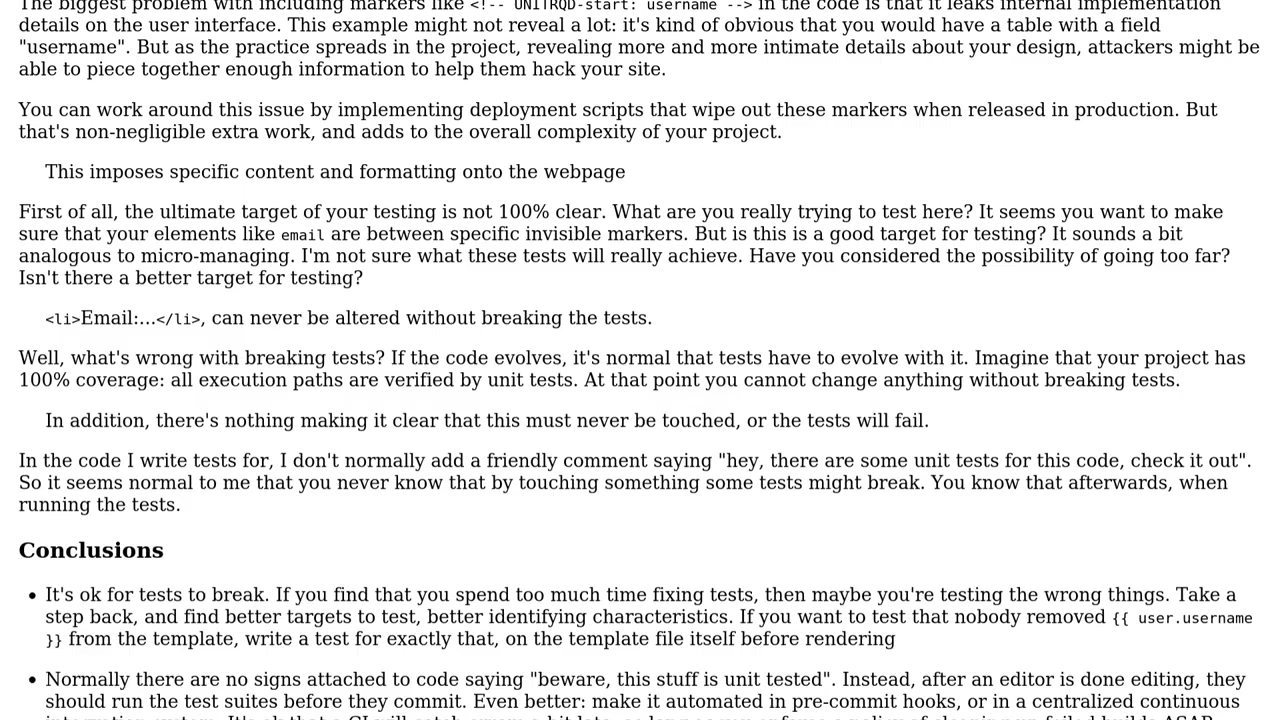 The biggest problem with including markers like <!-- UNITRQD-start: username --> in the code is that it leaks internal implementation
details on the user interface. This example might not reveal a lot: it's kind of obvious that you would have a table with a field
"username". But as the practice spreads in the project, revealing more and more intimate details about your design, attackers might be
able to piece together enough information to help them hack your site.
You can work around this issue by implementing deployment scripts that wipe out these markers when released in production. But
that's non-negligible extra work, and adds to the overall complexity of your project.
This imposes specific content and formatting onto the webpage
First of all, the ultimate target of your testing is not 100% clear. What are you really trying to test here? It seems you want to make
sure that your elements like email are between specific invisible markers. But is this is a good target for testing? It sounds a bit
analogous to micro-managing. I'm not sure what these tests will really achieve. Have you considered the possibility of going too far?
Isn't there a better target for testing?
<li>Email:...</li>, can never be altered without breaking the tests.
Well, what's wrong with breaking tests? If the code evolves, it's normal that tests have to evolve with it. Imagine that your project has
100% coverage: all execution paths are verified by unit tests. At that point you cannot change anything without breaking tests.
In addition, there's nothing making it clear that this must never be touched, or the tests will fail.
In the code I write tests for, I don't normally add a friendly comment saying "hey, there are some unit tests for this code, check it out".
So it seems normal to me that you never know that by touching something some tests might break. You know that afterwards, when
running the tests.
Conclusions
• It's ok for tests to break. If you find that you spend too much time fixing tests, then maybe you're testing the wrong things. Take a
step back, and find better targets to test, better identifying characteristics. If you want to test that nobody removed {{ user.username
}} from the template, write a test for exactly that, on the template file itself before rendering
• Normally there are no signs attached to code saying "beware, this stuff is unit tested". Instead, after an editor is done editing, they
should run the test suites before they commit. Even better: make it automated in pre-commit hooks, or in a centralized continuous